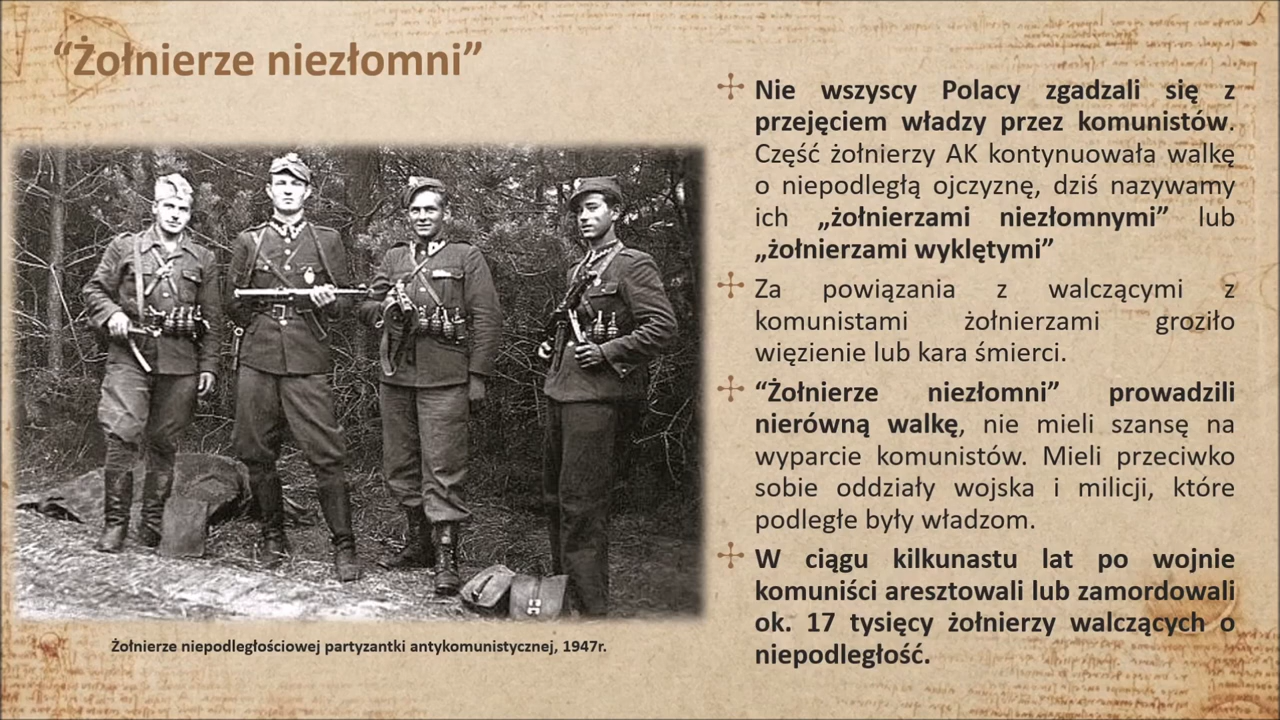 “Żołnierze niezłomni”
Nie wszyscy Polacy zgadzali się z
przejęciem władzy przez komunistów.
Część żołnierzy AK kontynuowała walkę
o niepodległą ojczyznę, dziś nazywamy
ich „żołnierzami niezłomnymi” lub
„żołnierzami wyklętymi”
Za powiązania z walczącymi z
komunistami żołnierzami groziło
więzienie lub kara śmierci.
“Żołnierze niezłomni” prowadzili
nierówną walkę, nie mieli szansę na
wyparcie komunistów. Mieli przeciwko
sobie oddziały wojska i milicji, które
podległe były władzom.
W ciągu kilkunastu lat po wojnie
komuniści aresztowali lub zamordowali
ok. 17 tysięcy żołnierzy walczących o
niepodległość.
Żołnierze niepodległościowej partyzantki antykomunistycznej, 1947r.